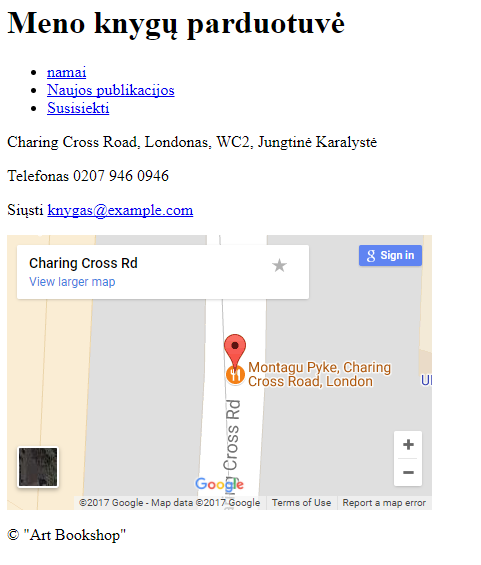 Meno knygų parduotuvė
namai
Naujos publikacijos
Susisiekti
Charing Cross Road, Londonas, WC2, Jungtinė Karalystė
Telefonas 0207 946 0946
Siųsti knygas@example.com
Charing Cross Rd
View larger map
Sign in
Montagu Pyke, Charing
Cross Road, London
Cross Rd
Google
©2017 Google - Map data ©2017 Google
Terms of Use
Report a map error
© "Art Bookshop"